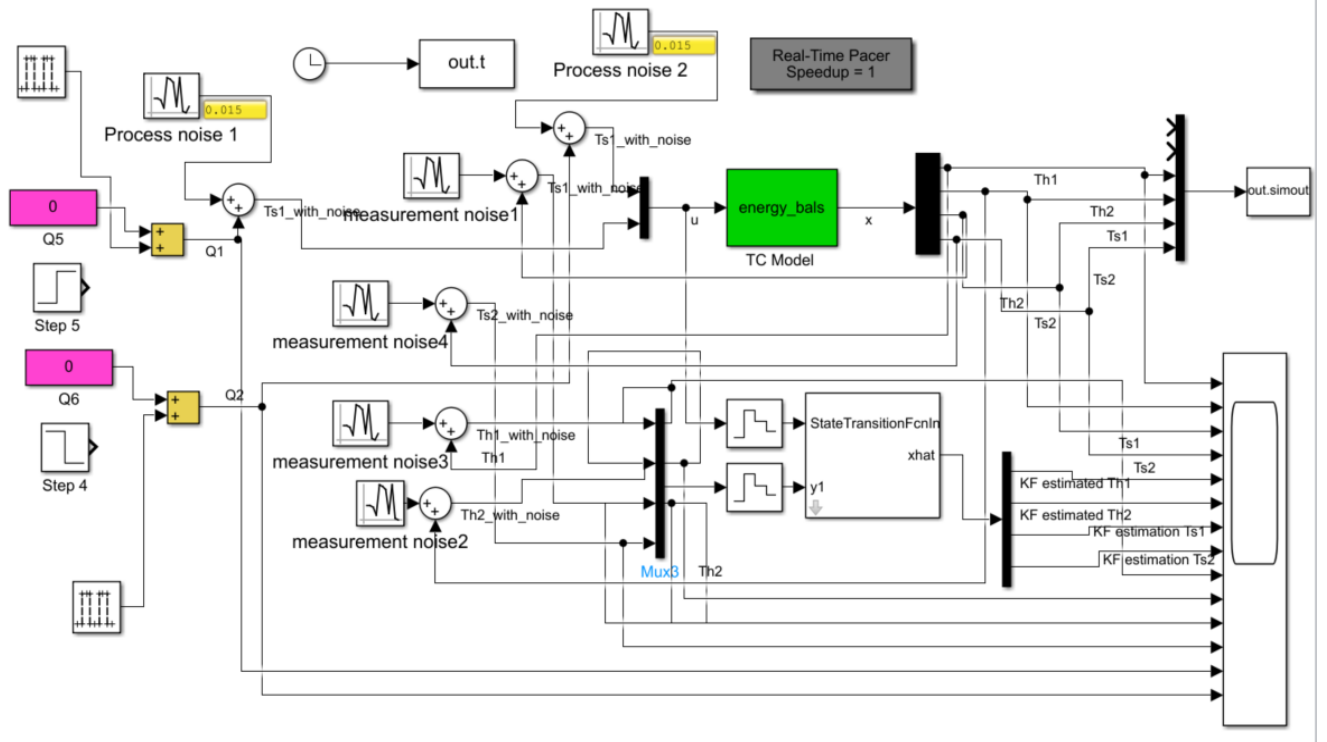 0.015
Process noise 2
Real-Time Pacer
Speedup = 1
out.t
0.015
Process noise 1
Ts1_with_noise
measurement noise1
Ts1_with_noise
Ts1_with_noise
0
Q5
Q1
u
energy_bals
TC Model
x
Th1
Th2
Ts1
Ts2
out.simout
Step 5
measurement noise4
Ts2_with_noise
Th2
Ts2
0
Q6
Q2
Step 4
measurement noise3
Th1_with_noise
Th1
measurement noise2
Th2_with_noise
Mux3
Th2
StateTransitionFcnIn
xhat
y1
Ts1
Ts2
KF estimated Th1
KF estimated Th2
KF estimation Ts1
KF estimation Ts2